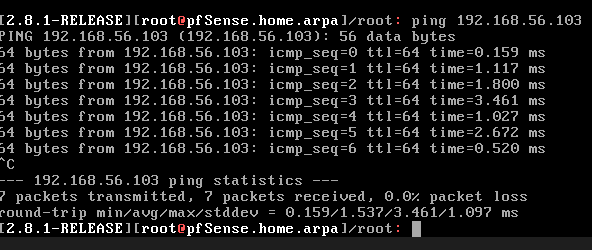 [2.8.1-RELEASE][root@pfSense.home.arpa]/root: ping 192.168.56.103
PING 192.168.56.103 (192.168.56.103): 56 data bytes
64 bytes from 192.168.56.103: icmp_seq=0 ttl=64 time=0.159 ms
64 bytes from 192.168.56.103: icmp_seq=1 ttl=64 time=1.117 ms
64 bytes from 192.168.56.103: icmp_seq=2 ttl=64 time=1.800 ms
64 bytes from 192.168.56.103: icmp_seq=3 ttl=64 time=3.461 ms
64 bytes from 192.168.56.103: icmp_seq=4 ttl=64 time=1.027 ms
64 bytes from 192.168.56.103: icmp_seq=5 ttl=64 time=2.672 ms
64 bytes from 192.168.56.103: icmp_seq=6 ttl=64 time=0.520 ms
^C
--- 192.168.56.103 ping statistics ---
7 packets transmitted, 7 packets received, 0.0% packet loss
round-trip min/avg/max/stddev = 0.159/1.537/3.461/1.097 ms
[2.8.1-RELEASE][root@pfSense.home.arpa]/root: